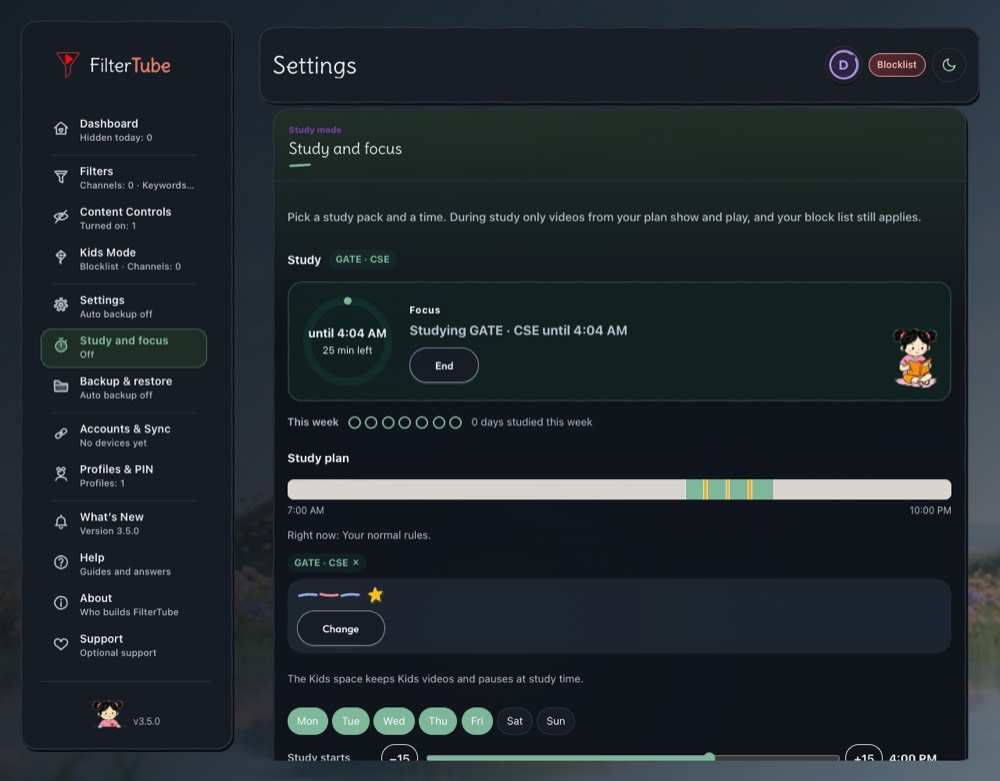 FilterTube
Dashboard
Hidden today: 0
Filters
Channels: 0 · Keywords...
Content Controls
Turned on: 1
Kids Mode
Blocklist · Channels: 0
Settings
Auto backup off
Study and focus
Off
Backup & restore
Auto backup off
Accounts & Sync
No devices yet
Profiles & PIN
Profiles: 1
What's New
Version 3.5.0
Help
Guides and answers
About
Who builds FilterTube
Support
Optional support
v3.5.0
Settings
D
Blocklist
Study mode
Study and focus
Pick a study pack and a time. During study only videos from your plan show and play, and your block list still applies.
Study GATE · CSE
until 4:04 AM
25 min left
Focus
Studying GATE · CSE until 4:04 AM
End
This week 0 days studied this week
Study plan
7:00 AM 10:00 PM
Right now: Your normal rules.
GATE · CSE ×
Change
The Kids space keeps Kids videos and pauses at study time.
Mon Tue Wed Thu Fri Sat Sun
Study starts −15 +15 4:00 PM